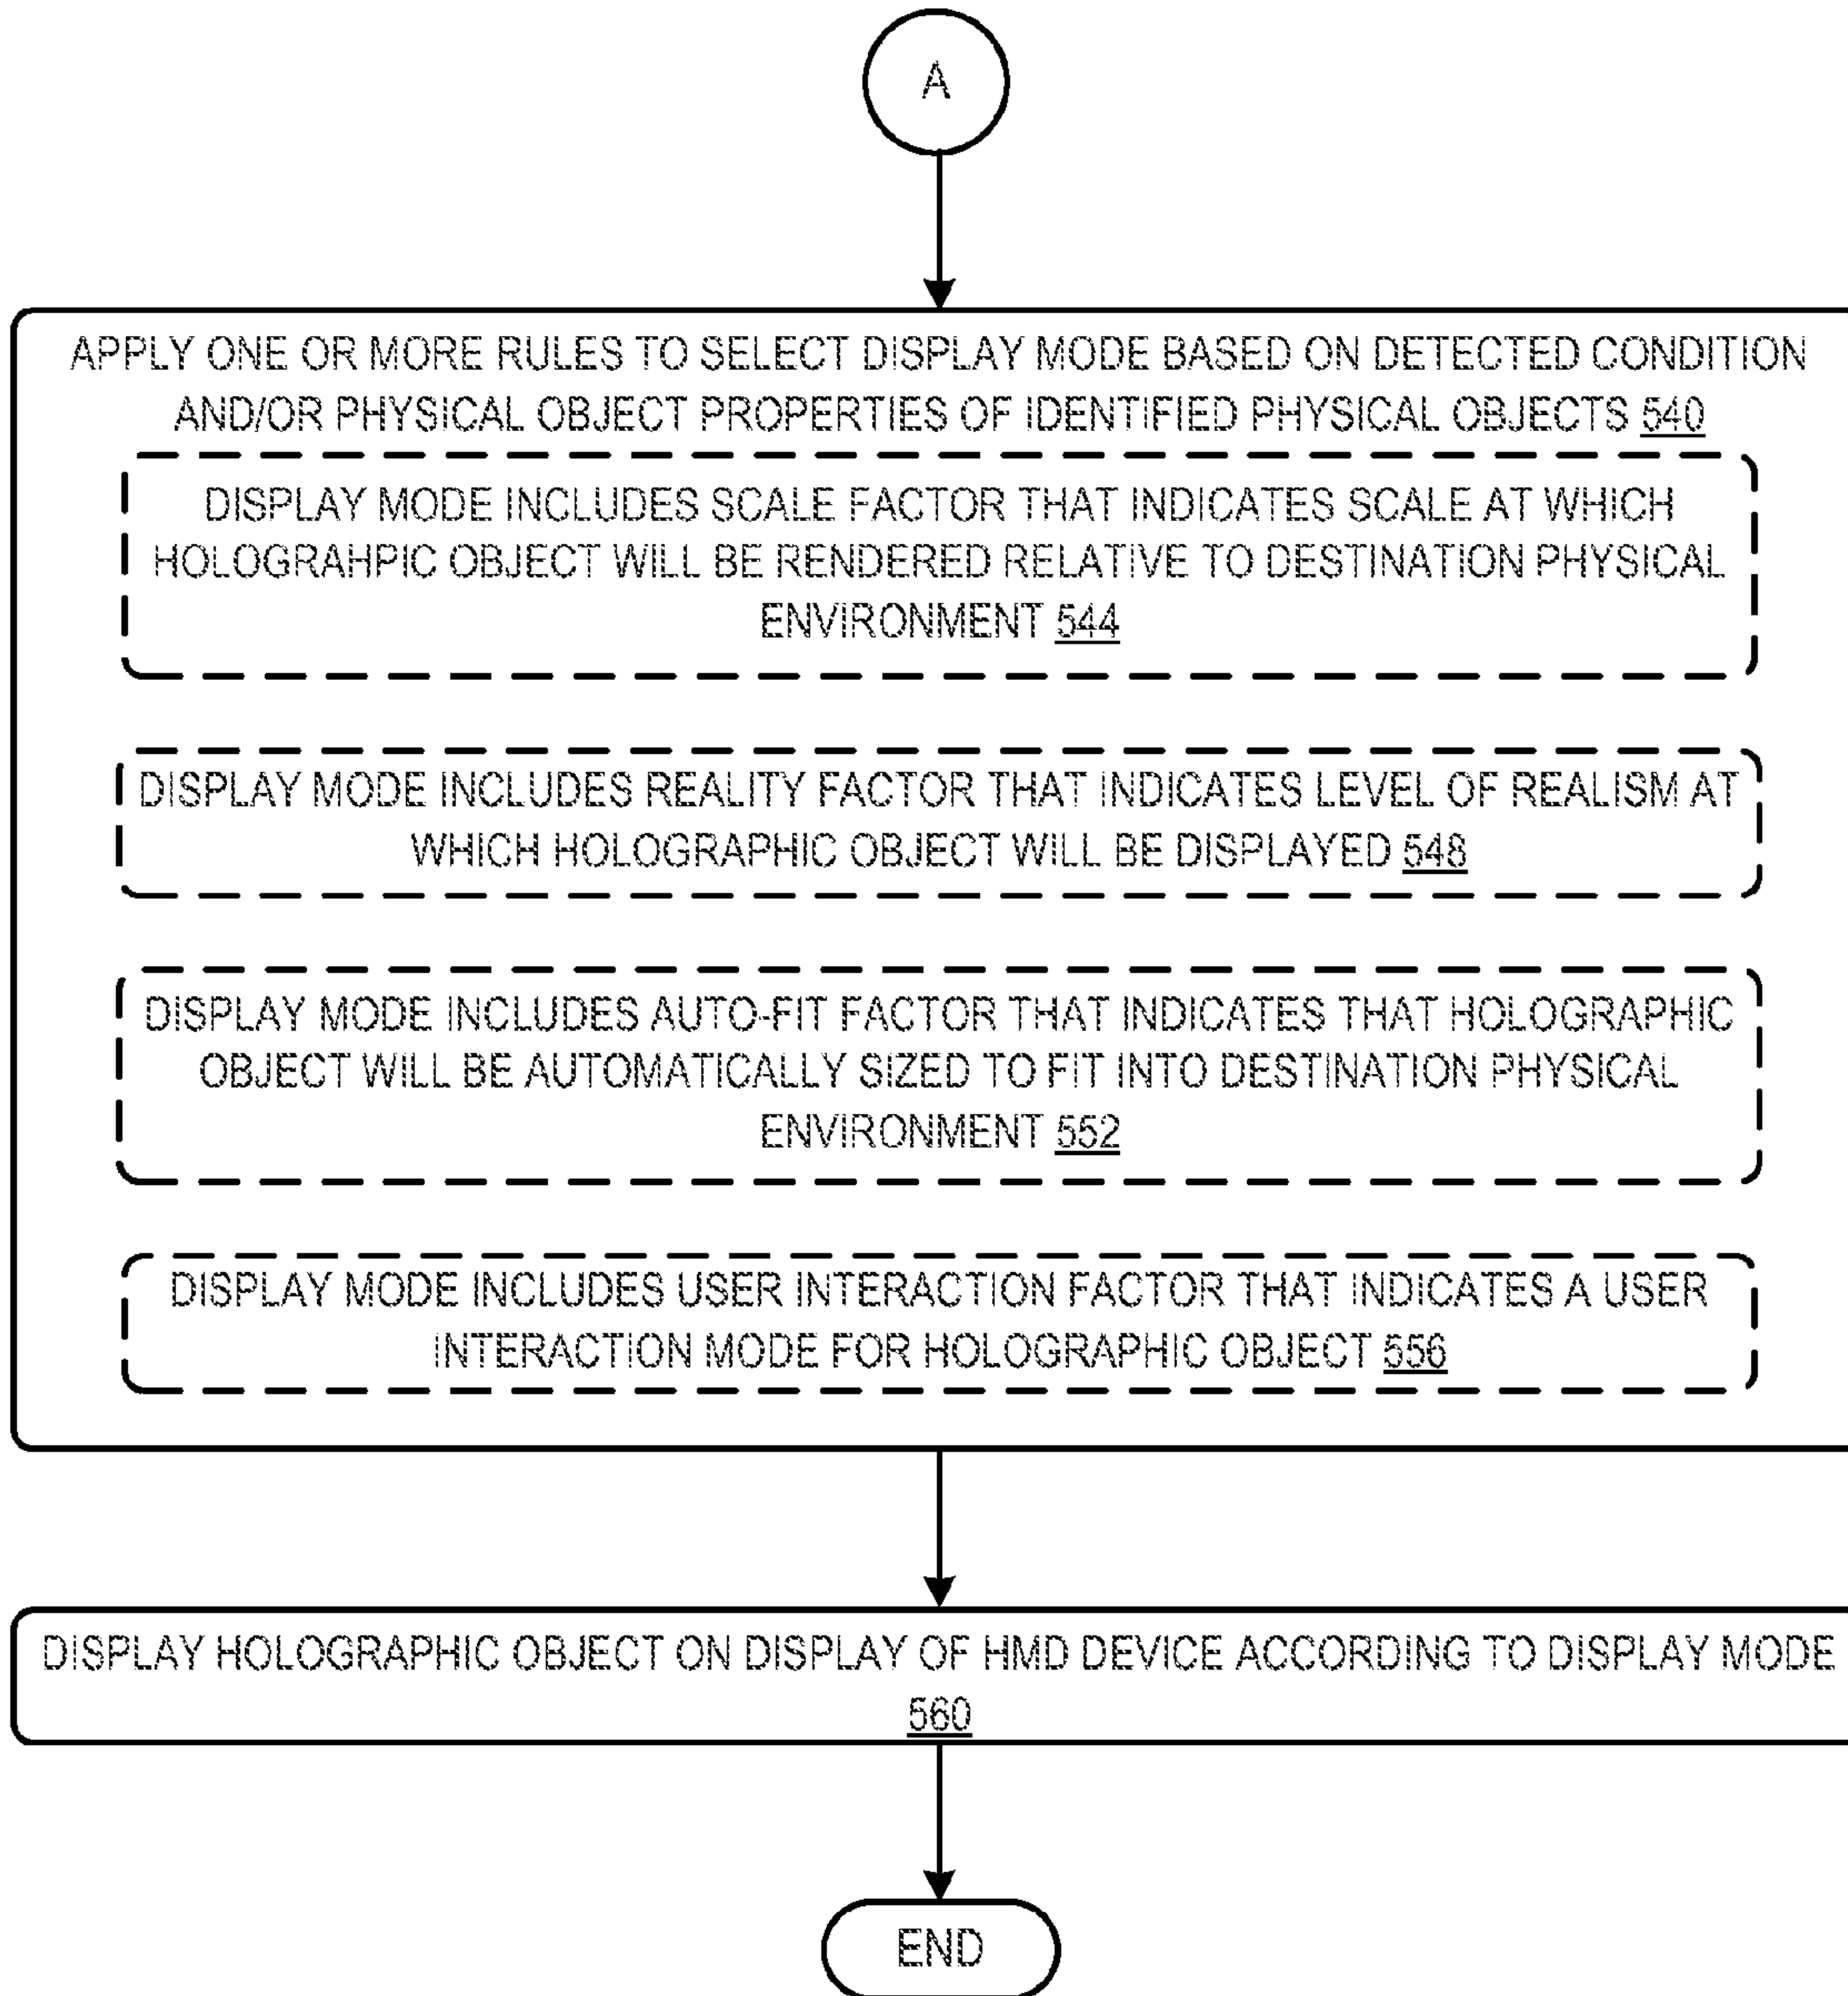 A
APPLY ONE OR MORE RULES TO SELECT DISPLAY MODE BASED ON DETECTED CONDITION
AND/OR PHYSICAL OBJECT PROPERTIES OF IDENTIFIED PHYSICAL OBJECTS 540
DISPLAY MODE INCLUDES SCALE FACTOR THAT INDICATES SCALE AT WHICH
HOLOGRAHPIC OBJECT WILL BE RENDERED RELATIVE TO DESTINATION PHYSICAL
ENVIRONMENT 544
DISPLAY MODE INCLUDES REALITY FACTOR THAT INDICATES LEVEL OF REALISM AT
WHICH HOLOGRAPHIC OBJECT WILL BE DISPLAYED 548
DISPLAY MODE INCLUDES AUTO-FIT FACTOR THAT INDICATES THAT HOLOGRAPHIC
OBJECT WILL BE AUTOMATICALLY SIZED TO FIT INTO DESTINATION PHYSICAL
ENVIRONMENT 552
DISPLAY MODE INCLUDES USER INTERACTION FACTOR THAT INDICATES A USER
INTERACTION MODE FOR HOLOGRAPHIC OBJECT 556
DISPLAY HOLOGRAPHIC OBJECT ON DISPLAY OF HMD DEVICE ACCORDING TO DISPLAY MODE
560
END